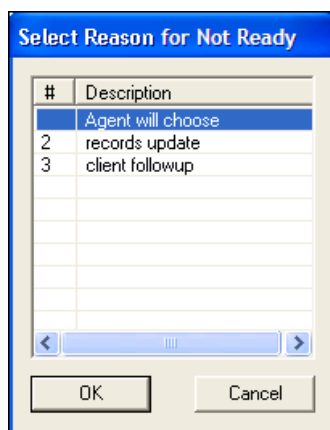 Select Reason for Not Ready
# Description
Agent will choose
2 records update
3 client followup
OK Cancel